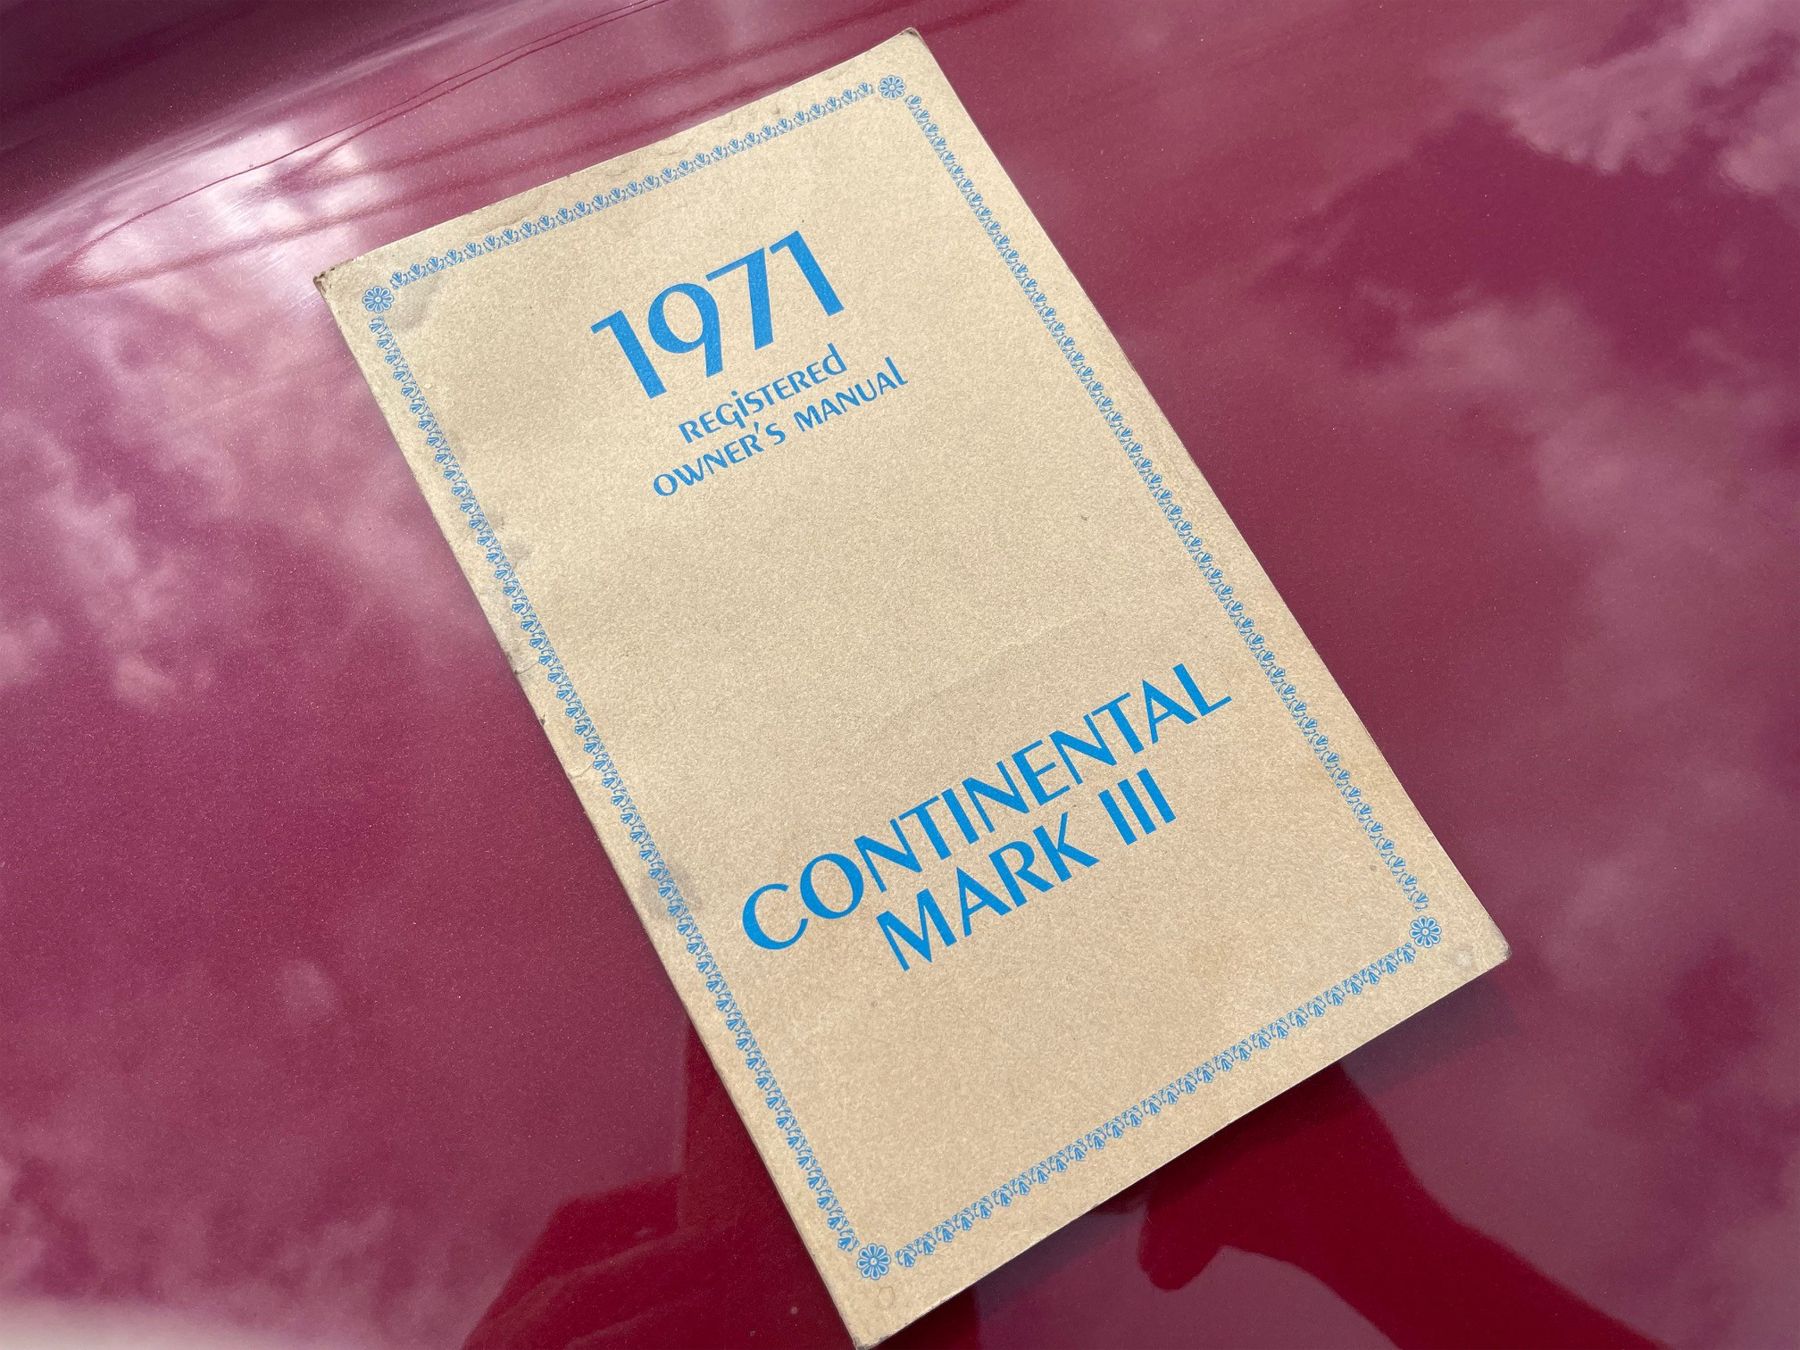 1971
REGiSTEREd
OWNER'S MANUAl
CONTINENTAL
MARK III